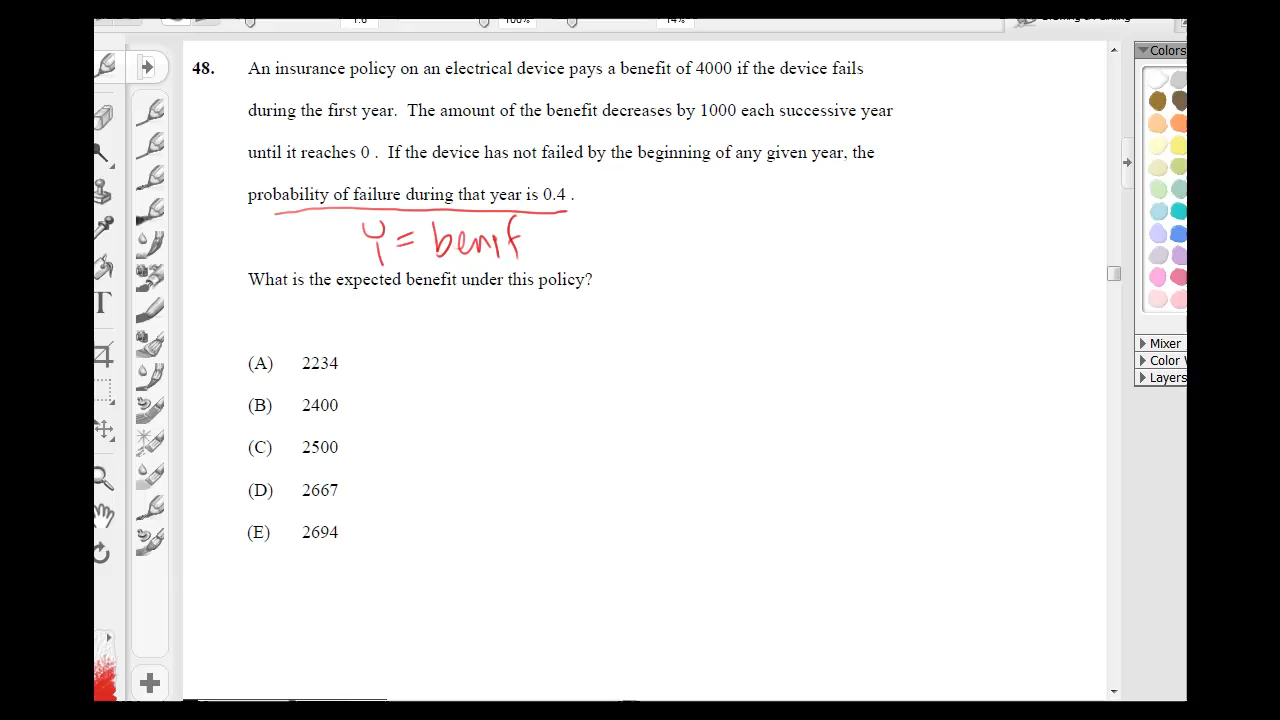 1.0 100% 14%
48. An insurance policy on an electrical device pays a benefit of 4000 if the device fails
during the first year. The amount of the benefit decreases by 1000 each successive year
until it reaches 0 . If the device has not failed by the beginning of any given year, the
probability of failure during that year is 0.4 .
Y = benif
What is the expected benefit under this policy?
(A) 2234
(B) 2400
(C) 2500
(D) 2667
(E) 2694
T
Colors
Mixer
Color
Layers